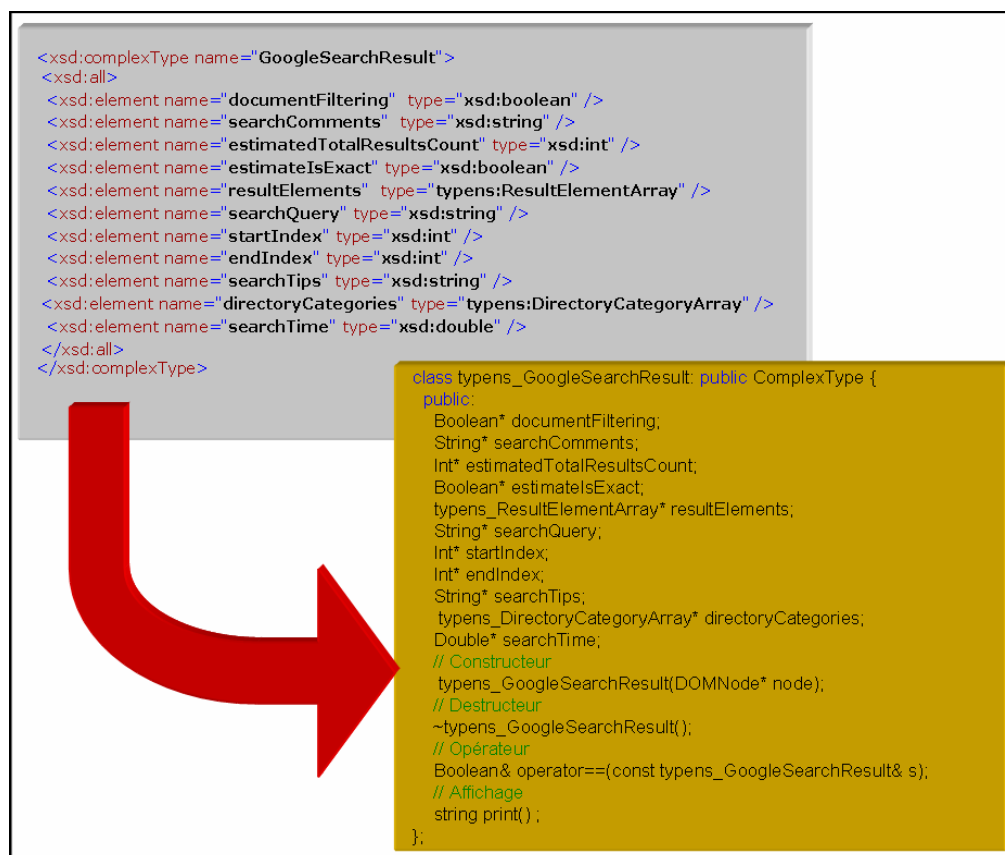 <xsd:complexType name="GoogleSearchResult">
<xsd:all>
<xsd:element name="documentFiltering" type="xsd:boolean" />
<xsd:element name="searchComments" type="xsd:string" />
<xsd:element name="estimatedTotalResultsCount" type="xsd:int" />
<xsd:element name="estimateIsExact" type="xsd:boolean" />
<xsd:element name="resultElements" type="typens:ResultElementArray" />
<xsd:element name="searchQuery" type="xsd:string" />
<xsd:element name="startIndex" type="xsd:int" />
<xsd:element name="endIndex" type="xsd:int" />
<xsd:element name="searchTips" type="xsd:string" />
<xsd:element name="directoryCategories" type="typens:DirectoryCategoryArray" />
<xsd:element name="searchTime" type="xsd:double" />
</xsd:all>
</xsd:complexType>
class typens_GoogleSearchResult: public ComplexType {
public:
Boolean* documentFiltering;
String* searchComments;
Int* estimatedTotalResultsCount;
Boolean* estimateIsExact;
typens_ResultElementArray* resultElements;
String* searchQuery;
Int* startIndex;
Int* endIndex;
String* searchTips;
typens_DirectoryCategoryArray* directoryCategories;
Double* searchTime;
// Constructeur
typens_GoogleSearchResult(DOMNode* node);
// Destructeur
~typens_GoogleSearchResult();
// Opérateur
Boolean& operator==(const typens_GoogleSearchResult& s);
// Affichage
string print() ;
};